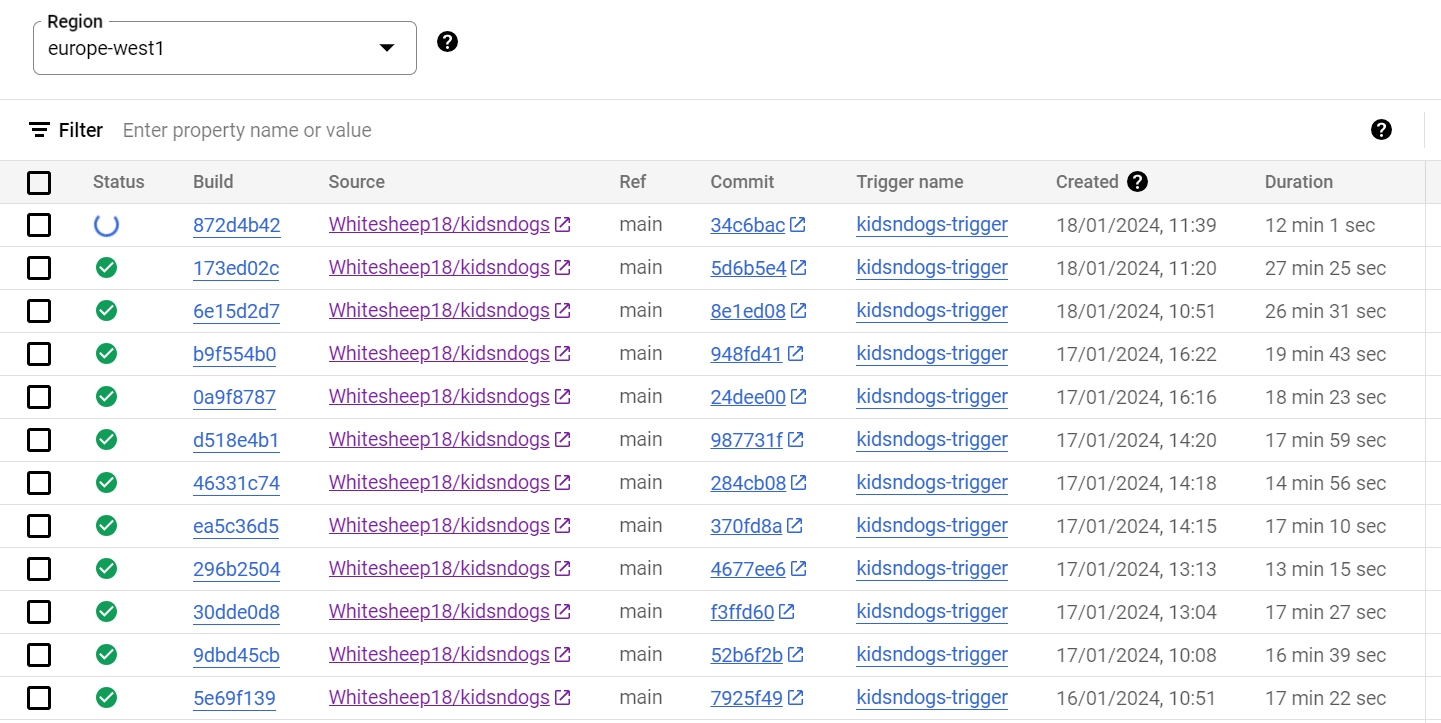 Region
europe-west1
Filter Enter property name or value
Status Build Source Ref Commit Trigger name Created Duration
872d4b42 Whitesheep18/kidsndogs main 34c6bac kidsndogs-trigger 18/01/2024, 11:39 12 min 1 sec
173ed02c Whitesheep18/kidsndogs main 5d6b5e4 kidsndogs-trigger 18/01/2024, 11:20 27 min 25 sec
6e15d2d7 Whitesheep18/kidsndogs main 8e1ed08 kidsndogs-trigger 18/01/2024, 10:51 26 min 31 sec
b9f554b0 Whitesheep18/kidsndogs main 948fd41 kidsndogs-trigger 17/01/2024, 16:22 19 min 43 sec
0a9f8787 Whitesheep18/kidsndogs main 24dee00 kidsndogs-trigger 17/01/2024, 16:16 18 min 23 sec
d518e4b1 Whitesheep18/kidsndogs main 987731f kidsndogs-trigger 17/01/2024, 14:20 17 min 59 sec
46331c74 Whitesheep18/kidsndogs main 284cb08 kidsndogs-trigger 17/01/2024, 14:18 14 min 56 sec
ea5c36d5 Whitesheep18/kidsndogs main 370fd8a kidsndogs-trigger 17/01/2024, 14:15 17 min 10 sec
296b2504 Whitesheep18/kidsndogs main 4677ee6 kidsndogs-trigger 17/01/2024, 13:13 13 min 15 sec
30dde0d8 Whitesheep18/kidsndogs main f3ffd60 kidsndogs-trigger 17/01/2024, 13:04 17 min 27 sec
9dbd45cb Whitesheep18/kidsndogs main 52b6f2b kidsndogs-trigger 17/01/2024, 10:08 16 min 39 sec
5e69f139 Whitesheep18/kidsndogs main 7925f49 kidsndogs-trigger 16/01/2024, 10:51 17 min 22 sec